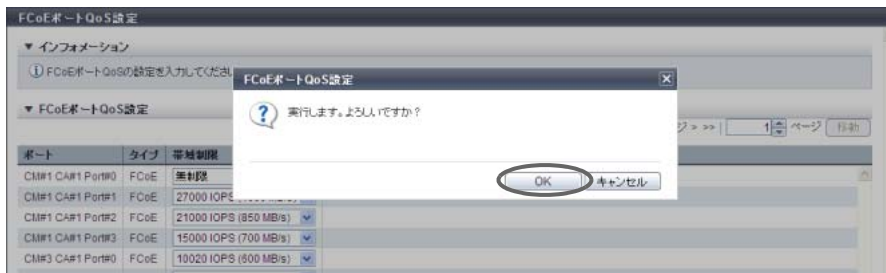 FCoEポートQoS設定
▼ インフォメーション
FCoEポートQoSの設定を入力してくださ
FCoEポートQoS設定
実行します。よろしいですか?
OK
キャンセル
▼ FCoEポートQoS設定
ジ > >> | 1 ページ 移動
ポート タイプ 帯域制限
CM#1 CA#1 Port#0 FCoE 無制限
CM#1 CA#1 Port#1 FCoE 27000 IOPS
CM#1 CA#1 Port#2 FCoE 21000 IOPS (850 MB/s)
CM#1 CA#1 Port#3 FCoE 15000 IOPS (700 MB/s)
CM#3 CA#1 Port#0 FCoE 10020 IOPS (600 MB/s)